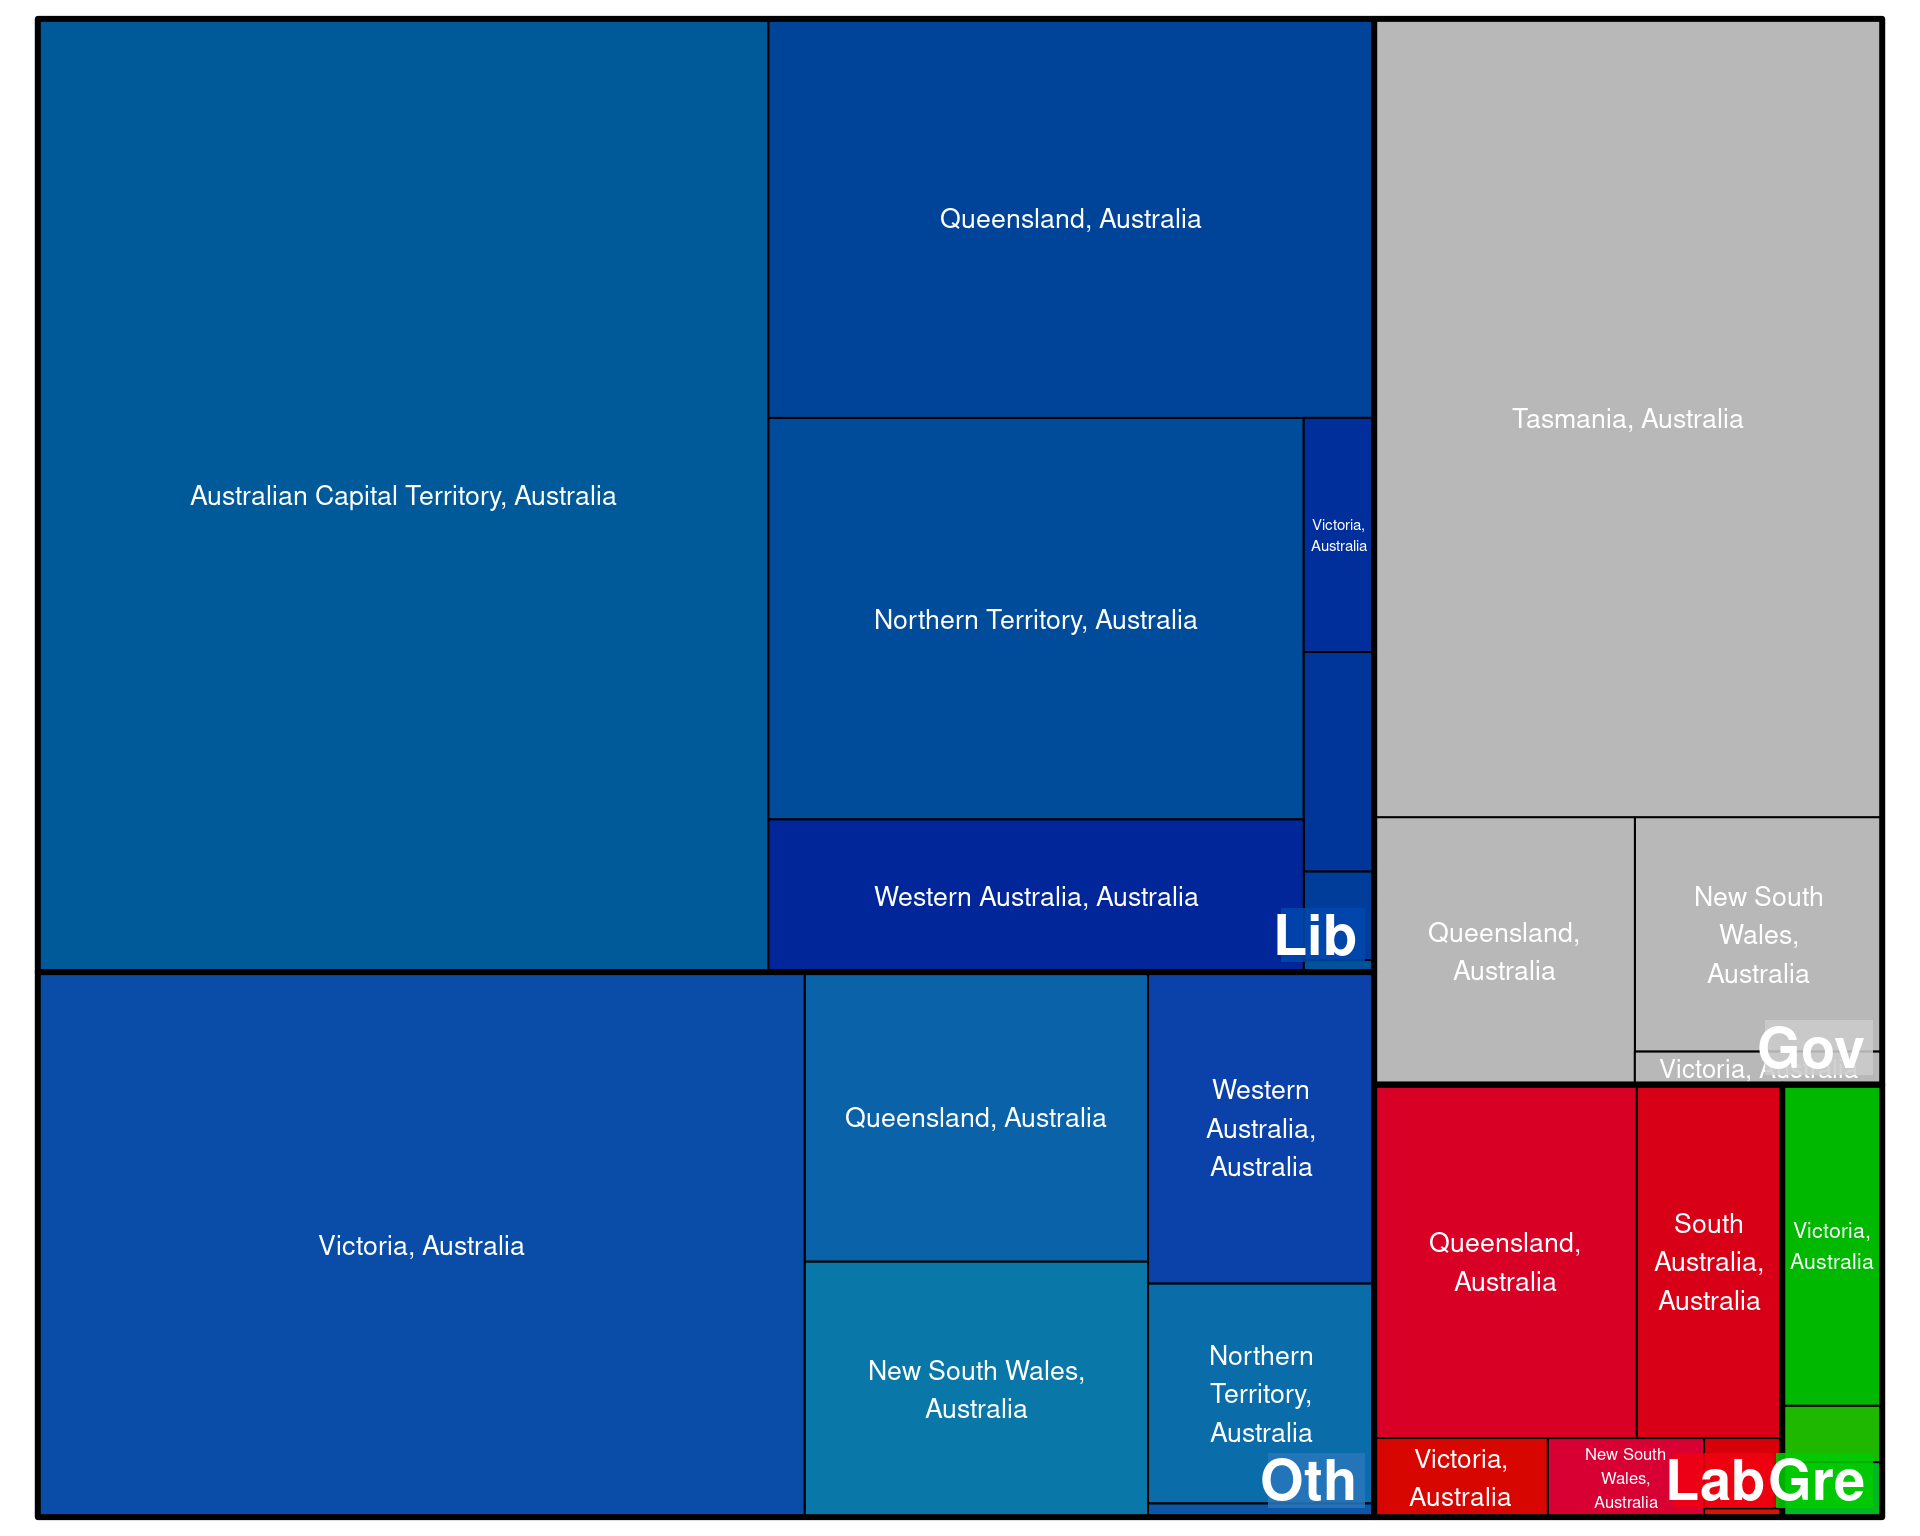 Australian Capital Territory, Australia
Queensland, Australia
Northern Territory, Australia
Victoria,
Australia
Western Australia, Australia
Lib
Tasmania, Australia
Queensland,
Australia
New South
Wales,
Australia
Victoria, Australia
Gov
Victoria, Australia
Queensland, Australia
New South Wales,
Australia
Western
Australia,
Australia
Northern
Territory,
Australia
Oth
Queensland,
Australia
South
Australia,
Australia
Victoria,
Australia
New South
Wales,
Australia
Lab
Victoria,
Australia
Gre